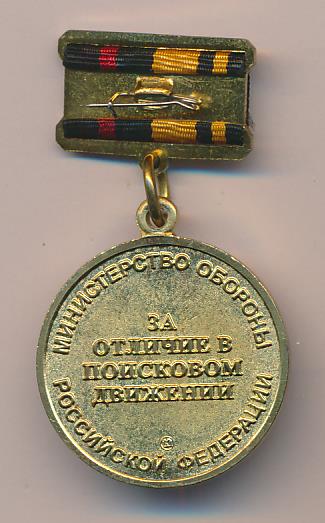 МИНИСТЕРСТВО ОБОРОНЫ
ЗА
ОТЛИЧИЕ В
ПОИСКОВОМ
ДВИЖЕНИИ
РОССИЙСКОЙ ФЕДЕРАЦИИ